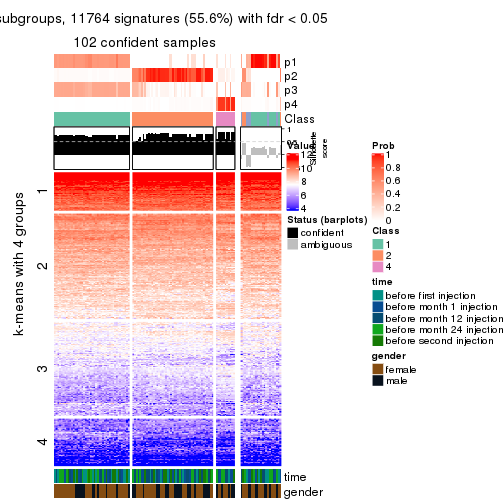 subgroups, 11764 signatures (55.6%) with fdr < 0.05
102 confident samples
p1
p2
p3
p4
Class
1
Silhouette
score
k-means with 4 groups
1
2
3
4
time
gender
Value
12
10
8
6
4
Status (barplots)
confident
ambiguous
Prob
1
0.8
0.6
0.4
0.2
0
Class
1
2
4
time
before first injection
before month 1 injection
before month 12 injection
before month 24 injection
before second injection
gender
female
male